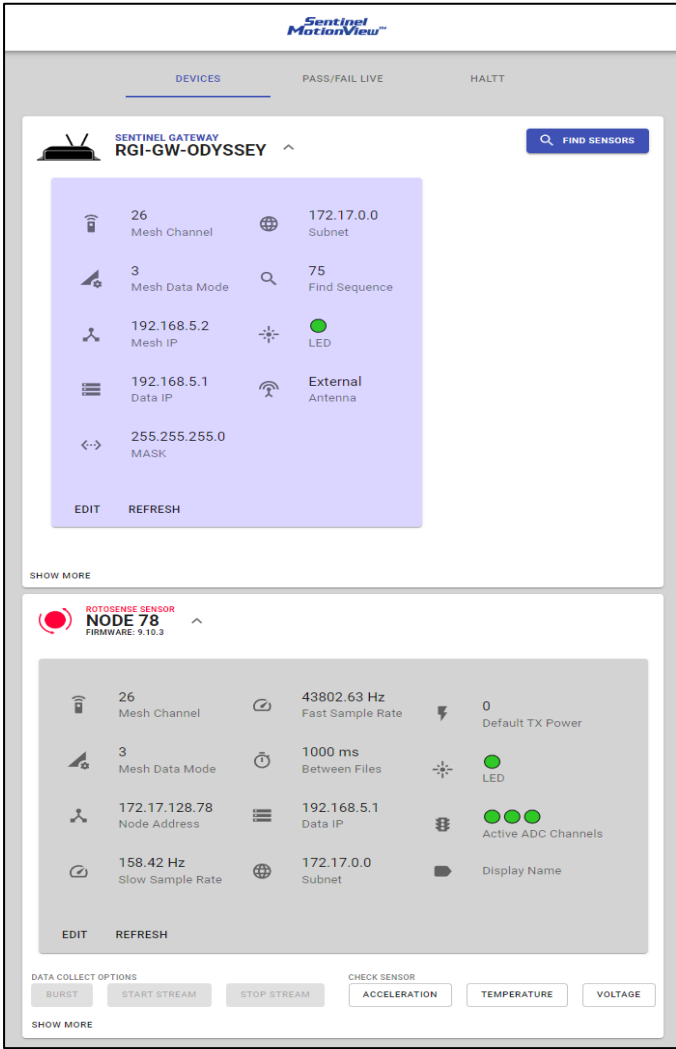 Sentinel
MotionView™
DEVICES PASS/FAIL LIVE HALTT
SENTINEL GATEWAY
RGI-GW-ODYSSEY
FIND SENSORS
26
Mesh Channel
172.17.0.0
Subnet
3
Mesh Data Mode
75
Find Sequence
192.168.5.2
Mesh IP
LED
192.168.5.1
Data IP
External
Antenna
255.255.255.0
MASK
EDIT REFRESH
SHOW MORE
ROTOSENSE SENSOR
NODE 78
FIRMWARE: 9.10.3
26
Mesh Channel
43802.63 Hz
Fast Sample Rate
0
Default TX Power
3
Mesh Data Mode
1000 ms
Between Files
LED
172.17.128.78
Node Address
192.168.5.1
Data IP
Active ADC Channels
158.42 Hz
Slow Sample Rate
172.17.0.0
Subnet
Display Name
EDIT REFRESH
DATA COLLECT OPTIONS
BURST START STREAM STOP STREAM
CHECK SENSOR
ACCELERATION TEMPERATURE VOLTAGE
SHOW MORE